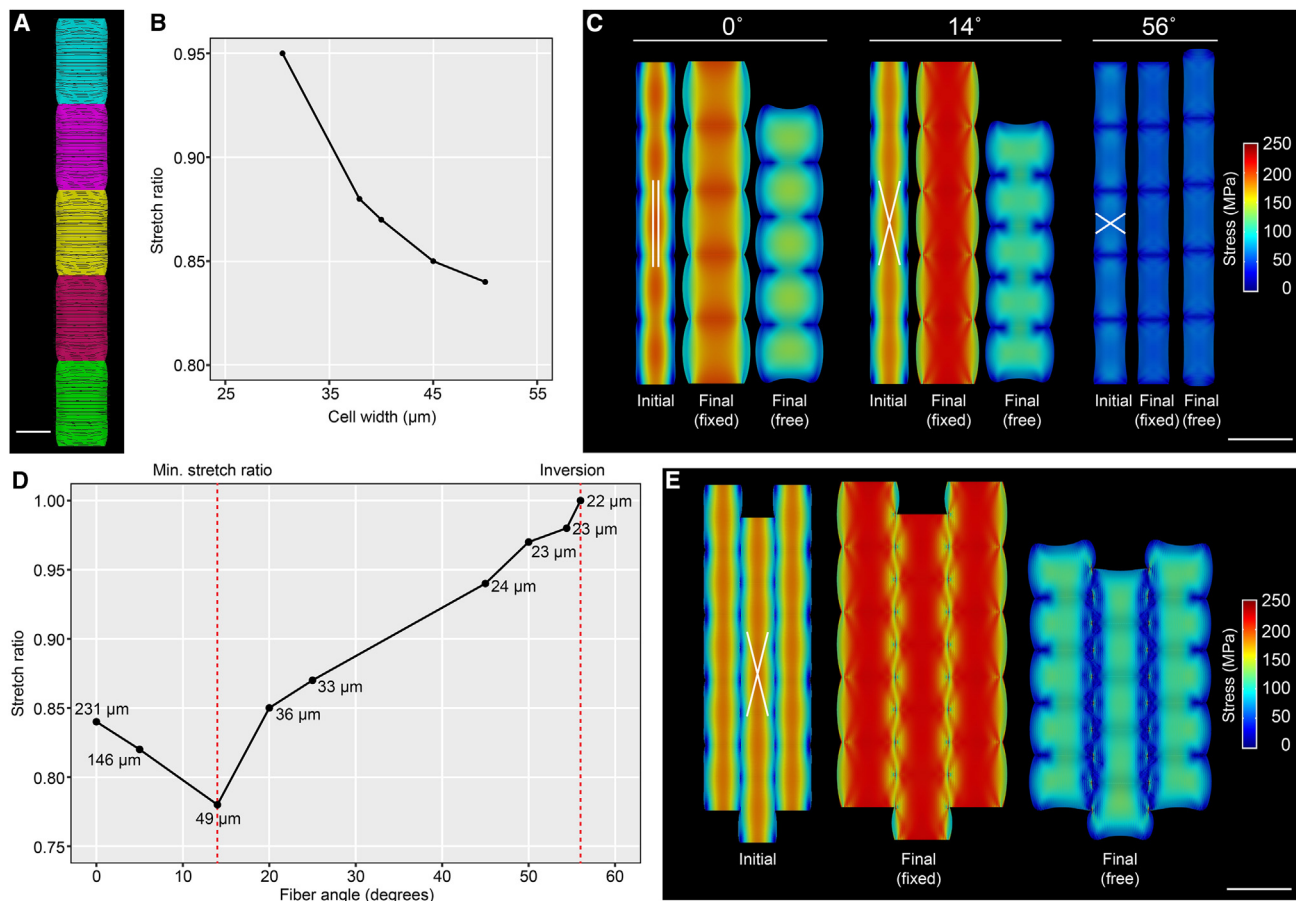 A
B
0.95
0.90
0.85
0.80
Stretch ratio
25 35 45 55
Cell width (µm)
C
0° 14° 56°
Initial Final (fixed) Final (free)
Initial Final (fixed) Final (free)
Initial Final (fixed) Final (free)
Stress (MPa)
250
200
150
100
50
0
D
Min. stretch ratio Inversion
1.00
0.95
0.90
0.85
0.80
0.75
Stretch ratio
231 µm
146 µm
49 µm
36 µm
33 µm
24 µm
23 µm
23 µm
22 µm
0 10 20 30 40 50 60
Fiber angle (degrees)
E
Initial Final (fixed) Final (free)
Stress (MPa)
250
200
150
100
50
0